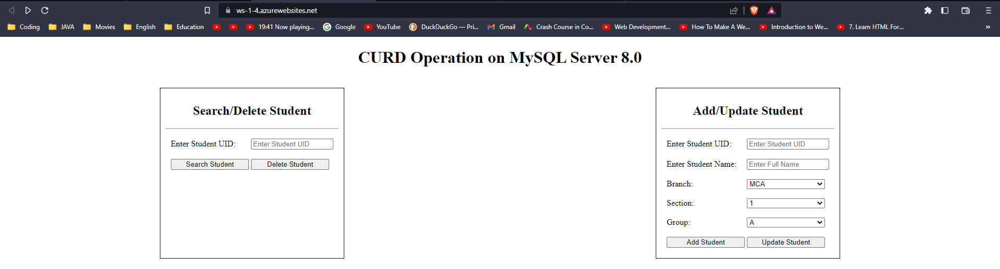 ws-1-4.azurewebsites.net
Coding JAVA Movies English Education 19:41 Now playing... Google YouTube DuckDuckGo — Pri... Gmail Crash Course in Co... Web Development... How To Make A We... Introduction to We... 7. Learn HTML For... »
CURD Operation on MySQL Server 8.0
Search/Delete Student
Enter Student UID: Enter Student UID
Search Student Delete Student
Add/Update Student
Enter Student UID: Enter Student UID
Enter Student Name: Enter Full Name
Branch: MCA
Section: 1
Group: A
Add Student Update Student